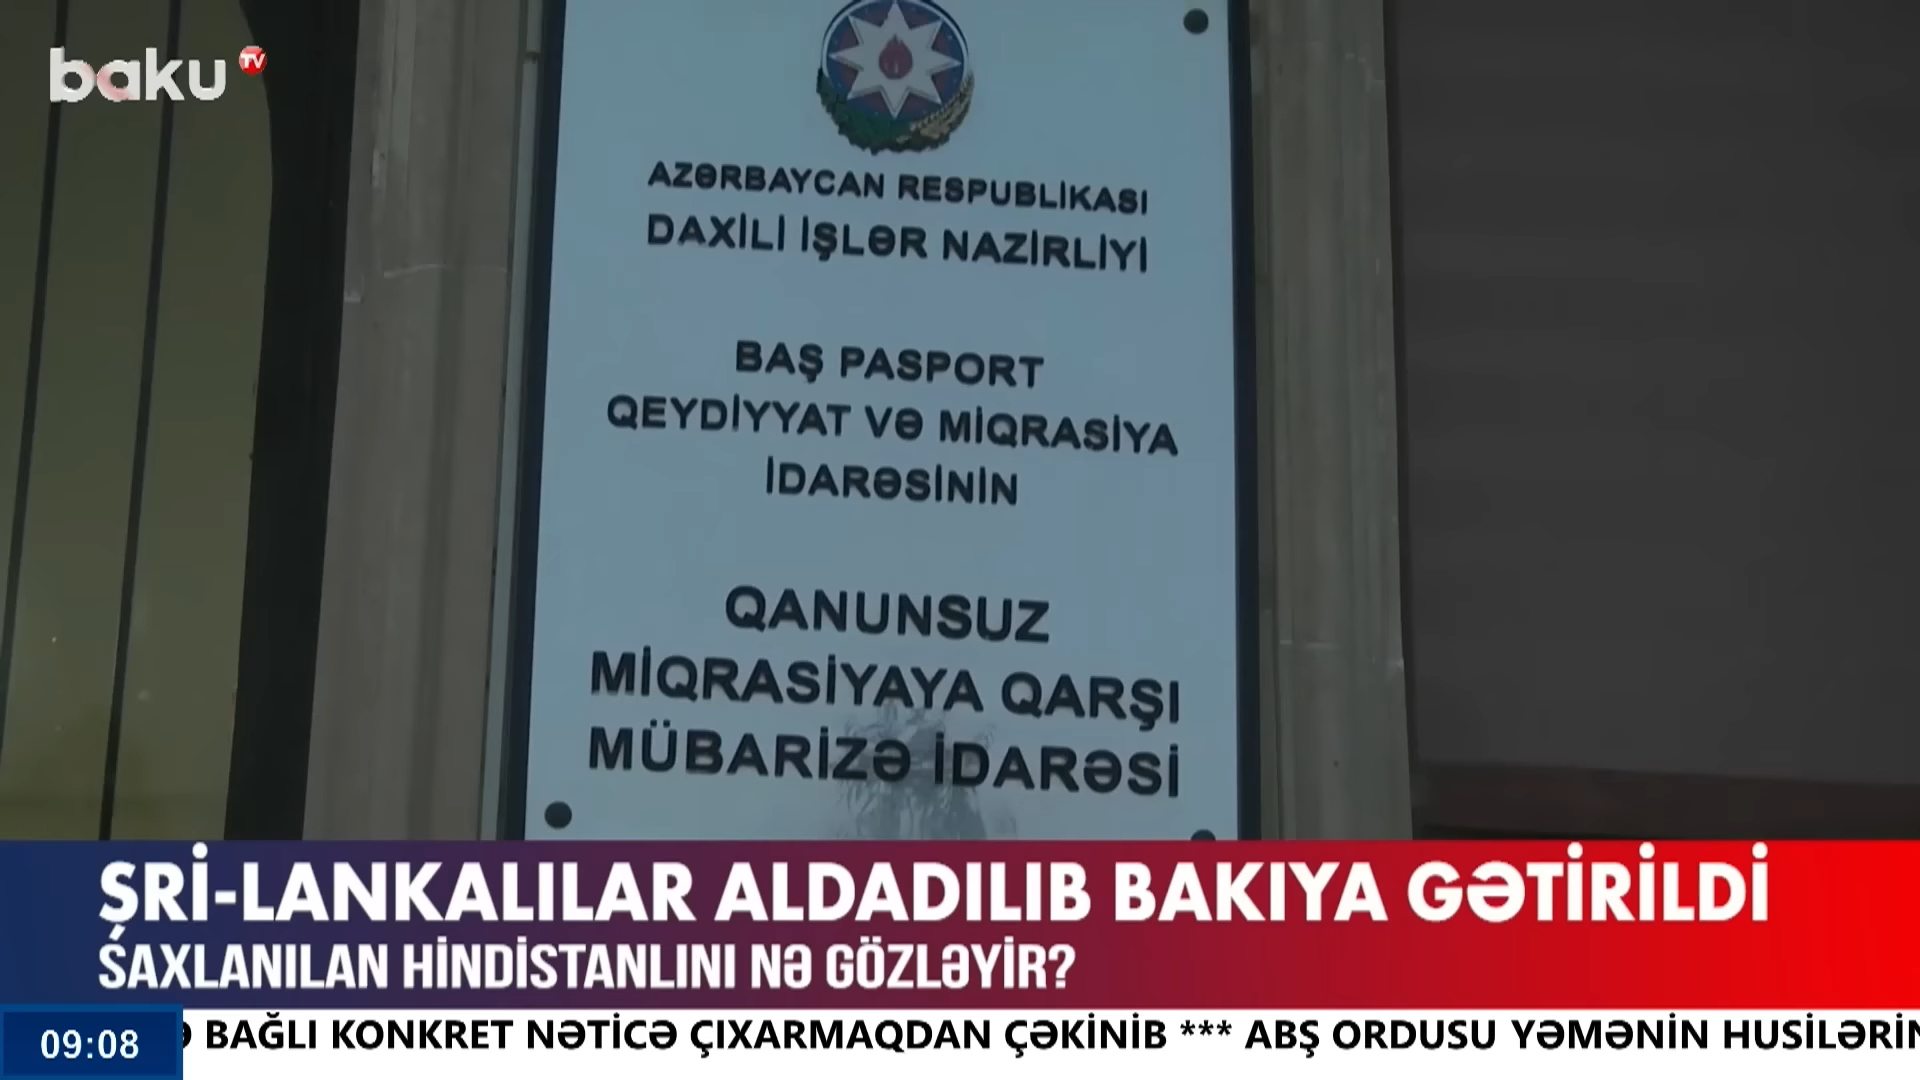 baku TV
AZƏRBAYCAN RESPUBLİKASI
DAXİLİ İŞLƏR NAZİRLİYİ
BAŞ PASPORT
QEYDİYYAT VƏ MİQRASİYA
İDARƏSİNİN
QANUNSUZ
MİQRASİYAYA QARŞI
MÜBARİZƏ İDARƏSİ
ŞRİ-LANKALILAR ALDADILIB BAKIYA GƏTİRİLDİ
SAXLANILAN HİNDİSTANLINI NƏ GÖZLƏYİR?
09:08
Ə BAĞLI KONKRET NƏTİCƏ ÇIXARMAQDAN ÇƏKİNİB *** ABŞ ORDUSU YƏMƏNİN HUSİLƏRİN